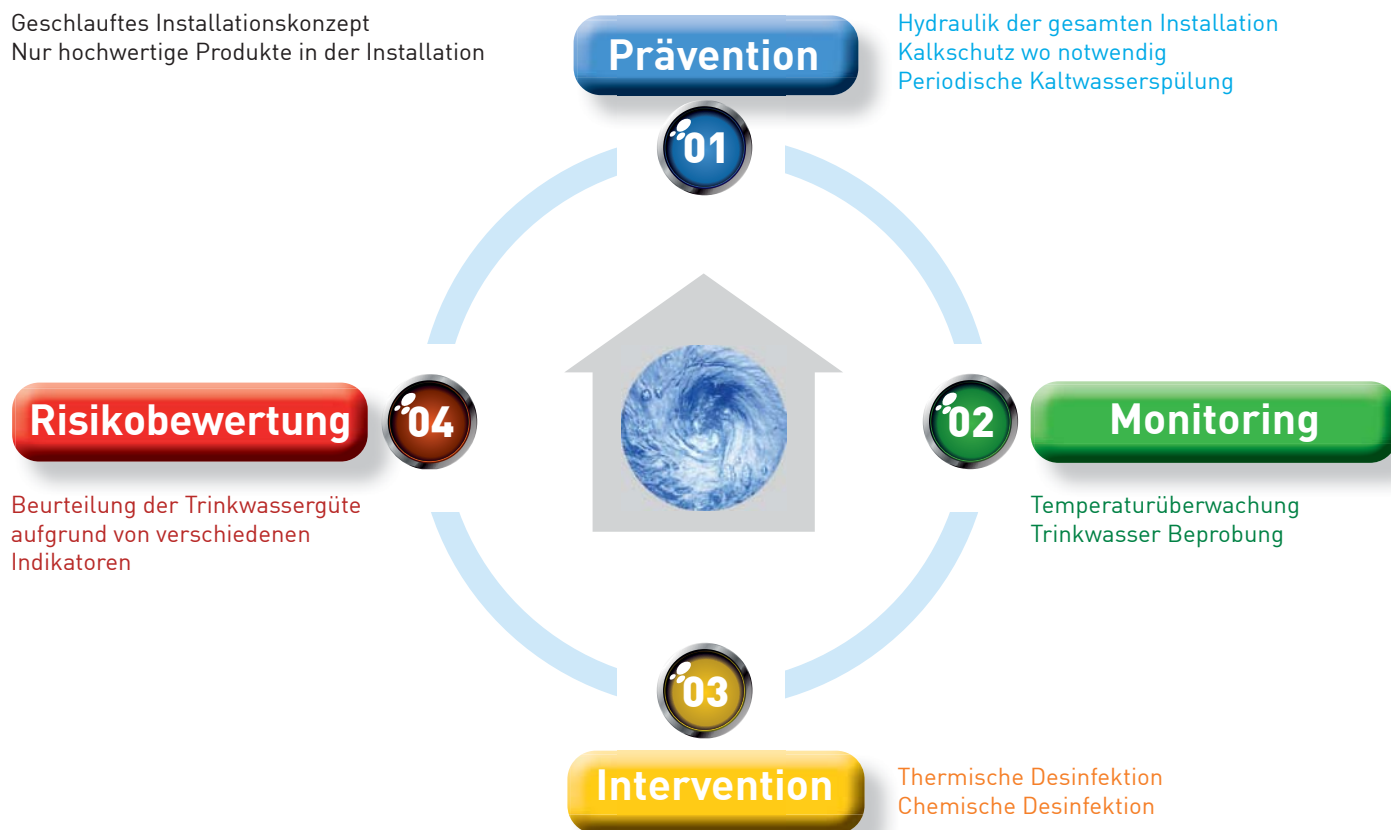 Geschlauftes Installationskonzept
Nur hochwertige Produkte in der Installation
Prävention
Hydraulik der gesamten Installation
Kalkschutz wo notwendig
Periodische Kaltwasserspülung
01
Risikobewertung
04
02
Monitoring
Beurteilung der Trinkwassergüte
aufgrund von verschiedenen
Indikatoren
Temperaturüberwachung
Trinkwasser Beprobung
03
Intervention
Thermische Desinfektion
Chemische Desinfektion